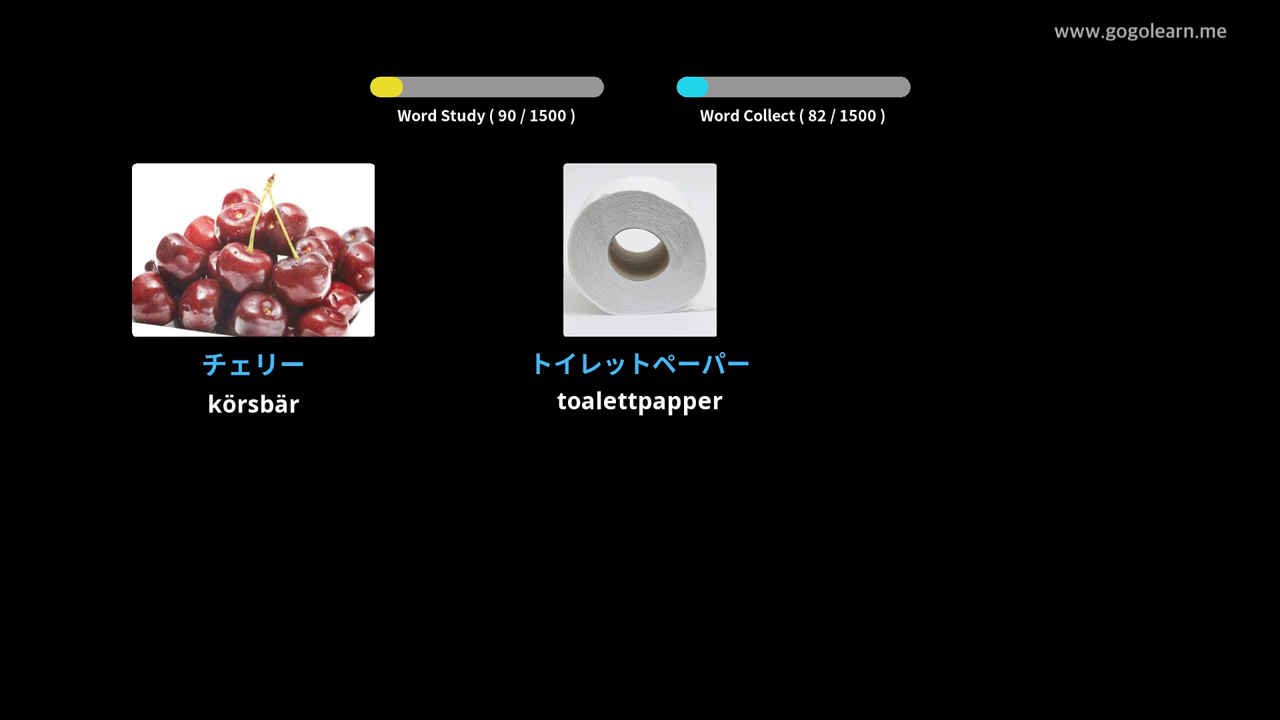 www.gogolearn.me
Word Study ( 90 / 1500 )
Word Collect ( 82 / 1500 )
チェリー
körsbär
トイレットペーパー
toalettpapper